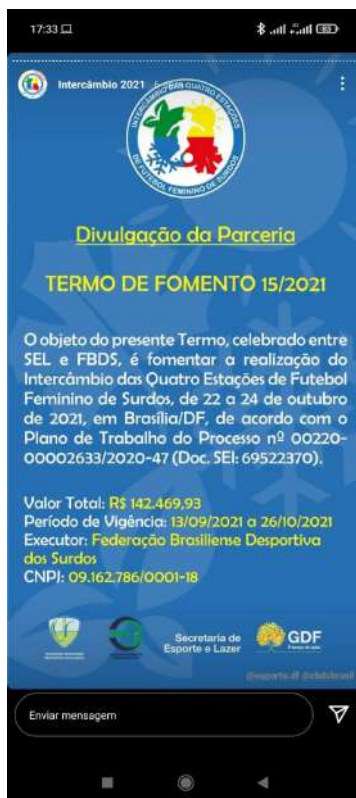 17:33
Intercâmbio 2021
INTERCÂMBIO DAS QUATRO ESTAÇÕES
DE FUTEBOL FEMININO DE SURDOS
Divulgação da Parceria
TERMO DE FOMENTO 15/2021
O objeto do presente Termo, celebrado entre
SEL e FBDS, é fomentar a realização do
Intercâmbio das Quatro Estações de Futebol
Feminino de Surdos, de 22 a 24 de outubro
de 2021, em Brasília/DF, de acordo com o
Plano de Trabalho do Processo nº 00220-
00002633/2020-47 (Doc. SEI: 69522370).
Valor Total: R$ 142.469,93
Período de Vigência: 13/09/2021 a 26/10/2021
Executor: Federação Brasiliense Desportiva
dos Surdos
CNPJ: 09.162.786/0001-18
Secretaria de
Esporte e Lazer
GDF
Enviar mensagem